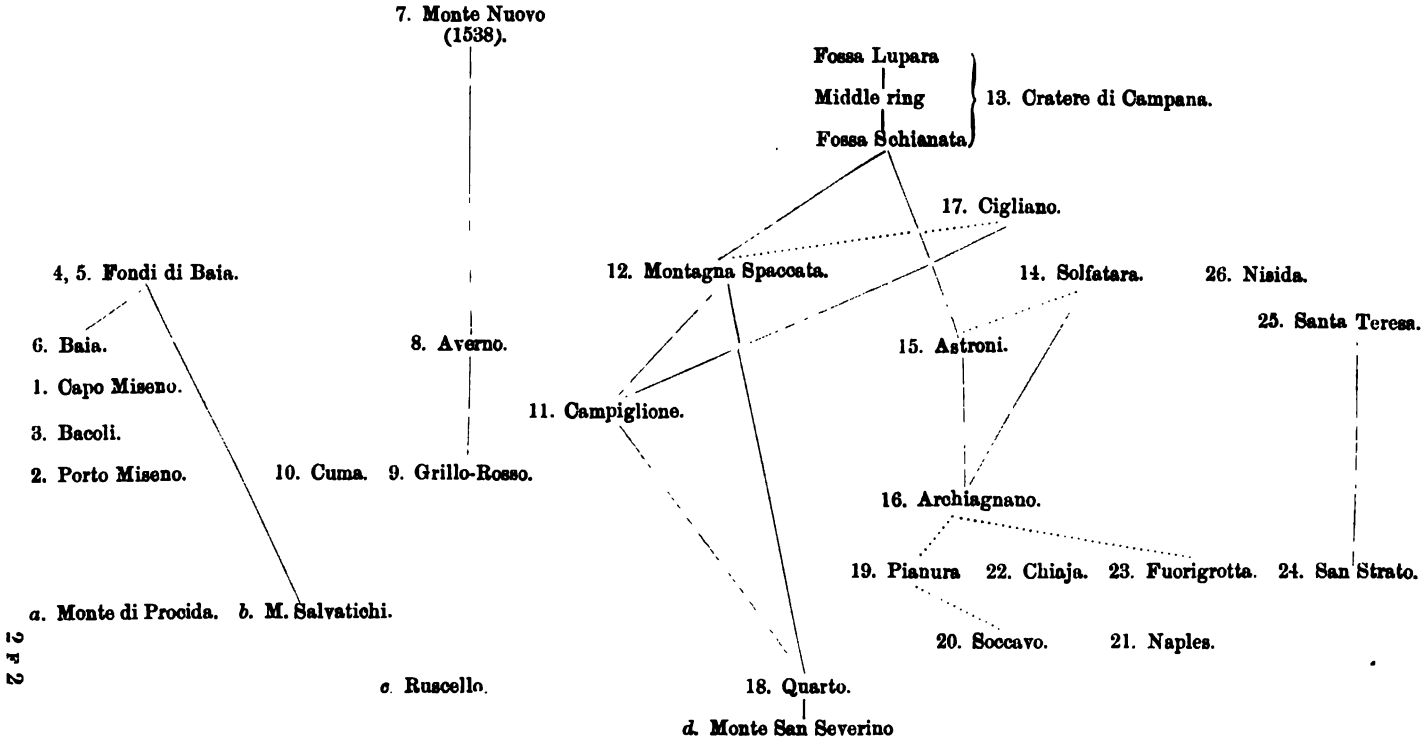 7. Monte Nuovo
(1538).
Fossa Lupara
Middle ring
13. Cratere di Campana.
Fossa Schianata
17. Cigliano.
4, 5. Fondi di Baia.
12. Montagna Spaccata.
14. Solfatara.
26. Nisida.
25. Santa Teresa.
6. Baia.
8. Averno.
15. Astroni.
1. Capo Miseno.
11. Campiglione.
3. Bacoli.
2. Porto Miseno.
10. Cuma.
9. Grillo-Rosso.
16. Archiagnano.
19. Pianura
22. Chiaja.
23. Fuorigrotta.
24. San Strato.
a. Monte di Procida.
b. M. Salvatichi.
20. Soccavo.
21. Naples.
2 F 2
c. Ruscello.
18. Quarto.
d. Monte San Severino